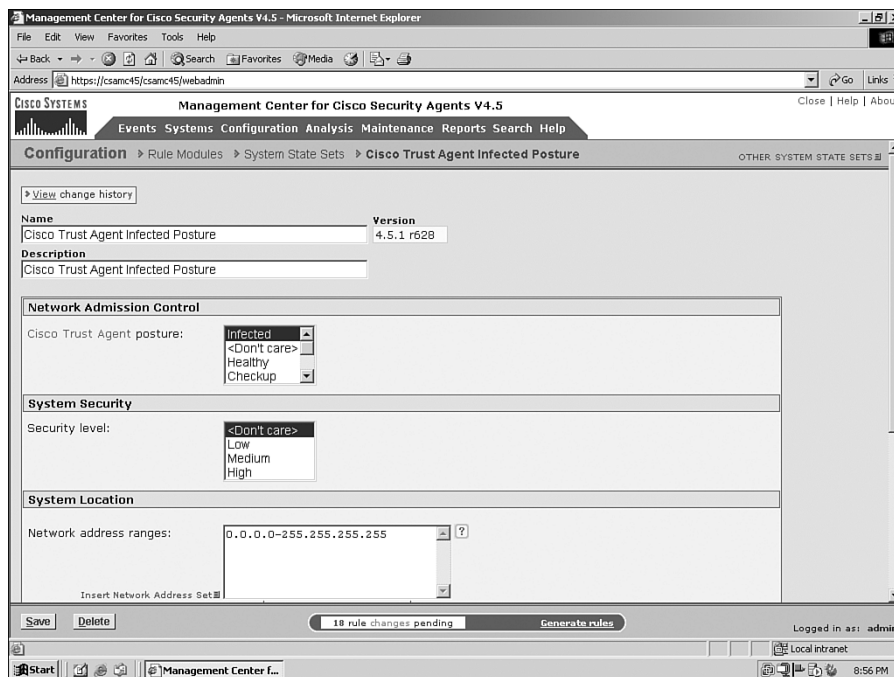 Management Center for Cisco Security Agents V4.5 - Microsoft Internet Explorer
File Edit View Favorites Tools Help
Back Search Favorites Media
Address https://csamc45/csamc45/webadmin Go Links
CISCO SYSTEMS Management Center for Cisco Security Agents V4.5 Close | Help | Abou
Events Systems Configuration Analysis Maintenance Reports Search Help
Configuration Rule Modules System State Sets Cisco Trust Agent Infected Posture OTHER SYSTEM STATE SETS
View change history
Name Version
Cisco Trust Agent Infected Posture 4.5.1 r628
Description
Cisco Trust Agent Infected Posture
Network Admission Control
Cisco Trust Agent posture: Infected
<Don't care>
Healthy
Checkup
System Security
Security level: <Don't care>
Low
Medium
High
System Location
Network address ranges: 0.0.0.0-255.255.255.255 ?
Insert Network Address Set
Save Delete 18 rule changes pending Generate rules Logged in as: admin
Local intranet
Start Management Center f... 8:56 PM